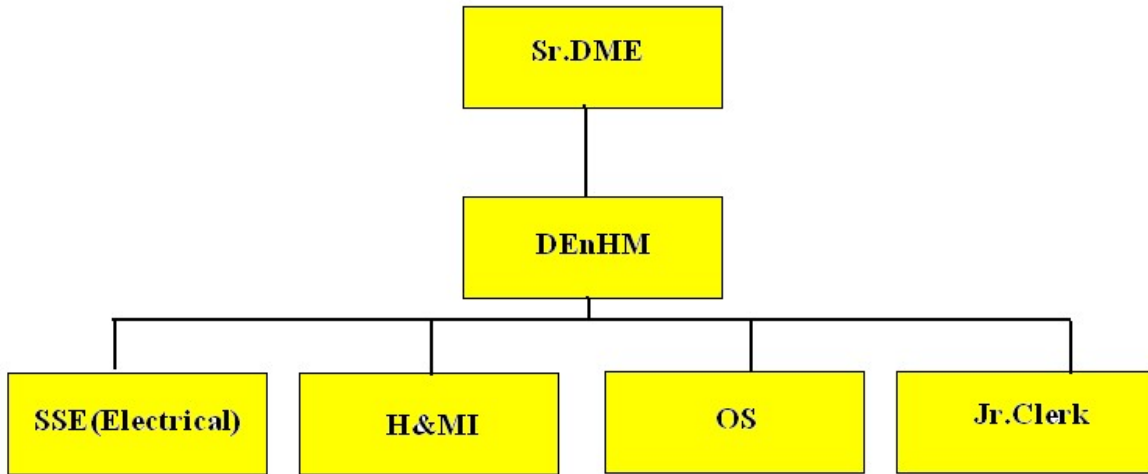 Sr.DME
DEnHM
SSE(Electrical)
H&MI
OS
Jr.Clerk